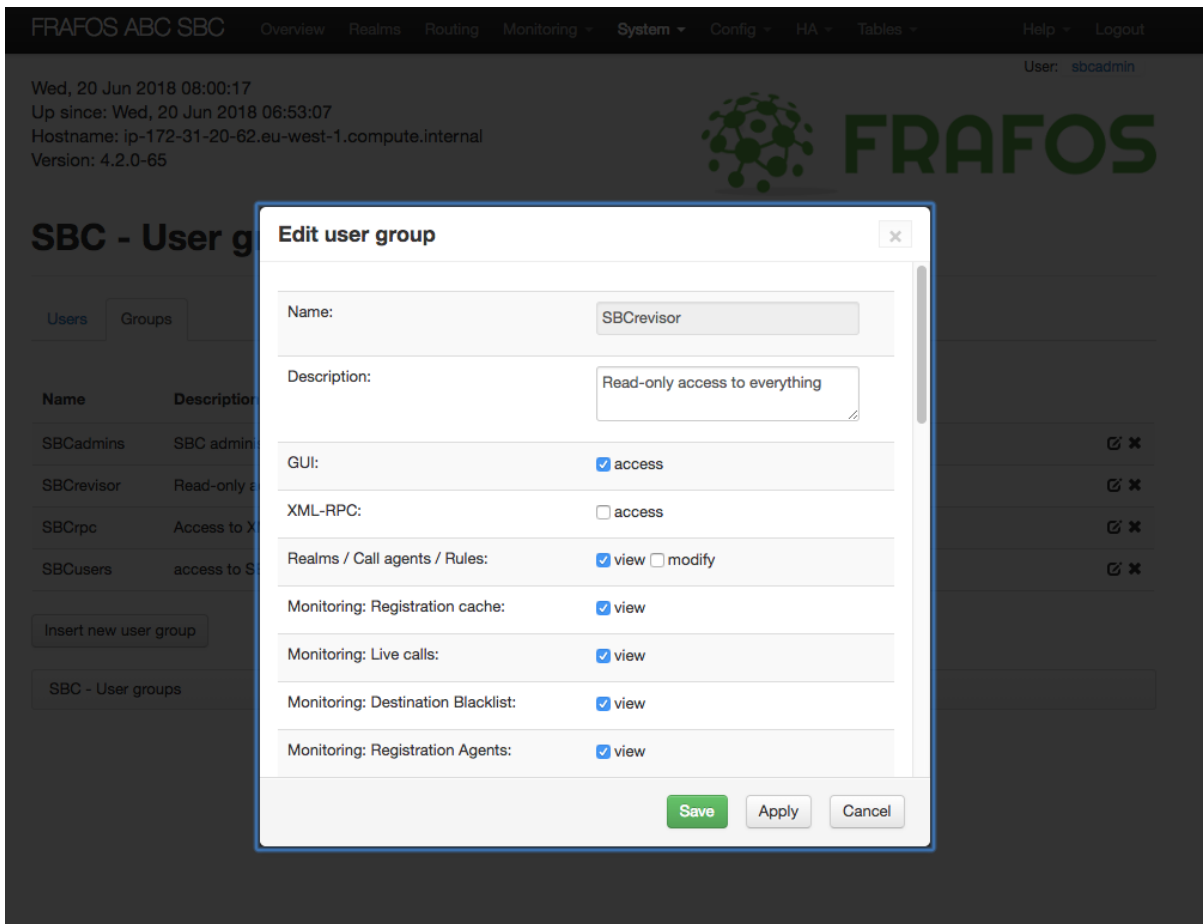 FRAFOS ABC SBC Overview Realms Routing Monitoring System Config HA Tables Help Logout
User: sbcadmin
Wed, 20 Jun 2018 08:00:17
Up since: Wed, 20 Jun 2018 06:53:07
Hostname: ip-172-31-20-62.eu-west-1.compute.internal
Version: 4.2.0-65
FRAFOS
SBC - User g
Users Groups
Name Description
SBCadmins SBC admini
SBCrevisor Read-only a
SBCrpc Access to X
SBCusers access to S
Insert new user group
SBC - User groups
Edit user group
Name: SBCrevisor
Description: Read-only access to everything
GUI: access
XML-RPC: access
Realms / Call agents / Rules: view modify
Monitoring: Registration cache: view
Monitoring: Live calls: view
Monitoring: Destination Blacklist: view
Monitoring: Registration Agents: view
Save Apply Cancel